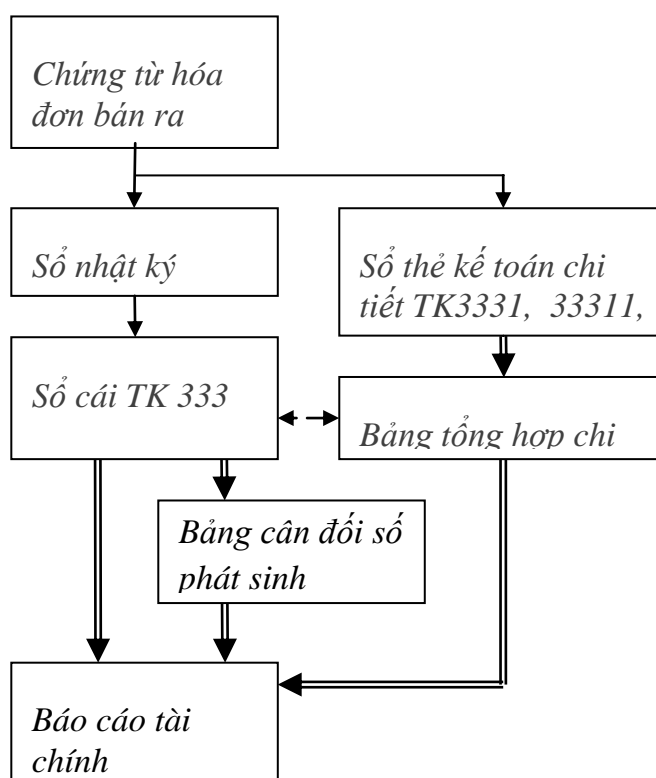 Chứng từ hóa
đơn bán ra
Sổ nhật ký
Sổ thẻ kế toán chi
tiết TK3331, 33311,
Sổ cái TK 333
Bảng tổng hợp chi
Bảng cân đối số
phát sinh
Báo cáo tài
chính